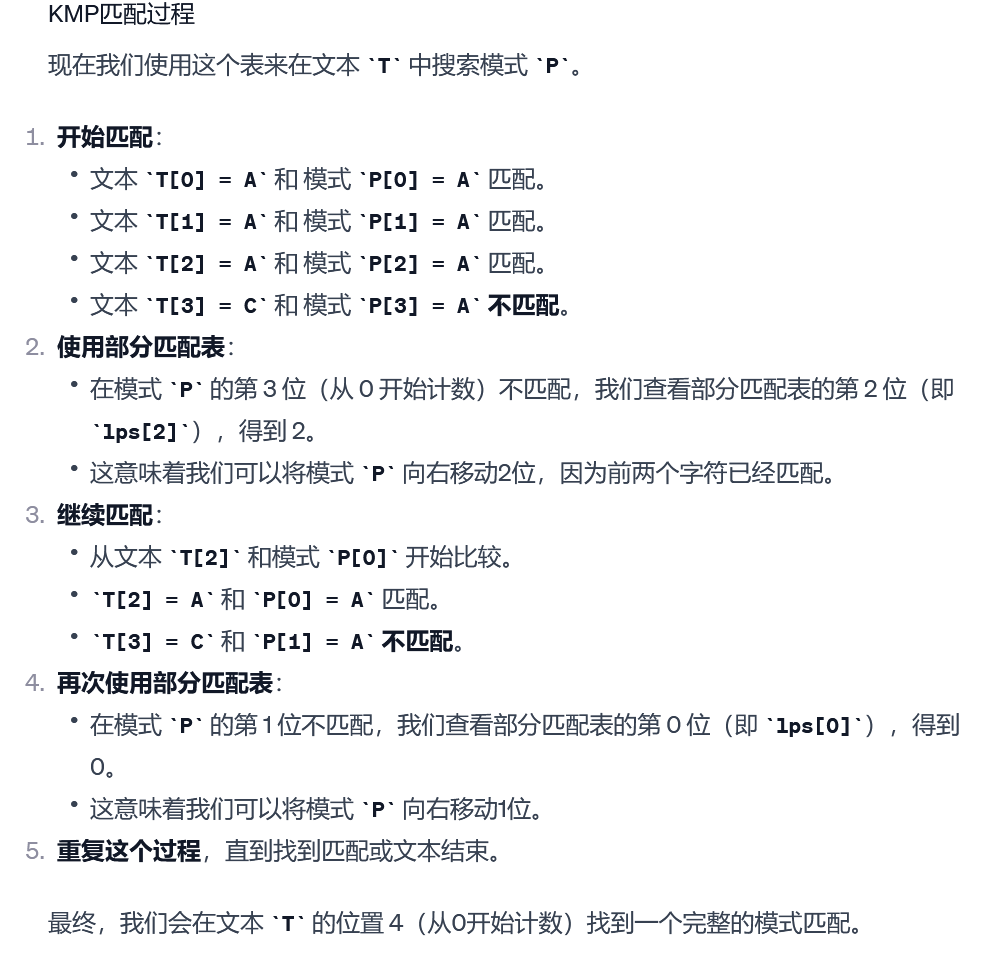 KMP匹配过程
现在我们使用这个表来在文本 `T` 中搜索模式 `P`。
1. 开始匹配：
• 文本 `T[0] = A` 和 模式 `P[0] = A` 匹配。
• 文本 `T[1] = A` 和 模式 `P[1] = A` 匹配。
• 文本 `T[2] = A` 和 模式 `P[2] = A` 匹配。
• 文本 `T[3] = C` 和 模式 `P[3] = A` 不匹配。
2. 使用部分匹配表：
• 在模式 `P` 的第 3 位（从 0 开始计数）不匹配，我们查看部分匹配表的第 2 位（即
`lps[2]`），得到 2。
• 这意味着我们可以将模式 `P` 向右移动2位，因为前两个字符已经匹配。
3. 继续匹配：
• 从文本 `T[2]` 和模式 `P[0]` 开始比较。
• `T[2] = A` 和 `P[0] = A` 匹配。
• `T[3] = C` 和 `P[1] = A` 不匹配。
4. 再次使用部分匹配表：
• 在模式 `P` 的第 1 位不匹配，我们查看部分匹配表的第 0 位（即 `lps[0]`），得到
0。
• 这意味着我们可以将模式 `P` 向右移动1位。
5. 重复这个过程，直到找到匹配或文本结束。
最终，我们会在文本 `T` 的位置 4（从0开始计数）找到一个完整的模式匹配。